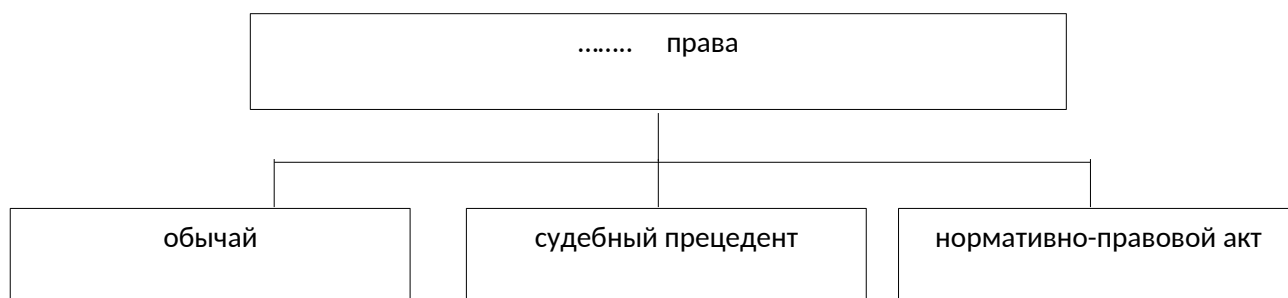 …….. права
обычай
судебный прецедент
нормативно-правовой акт